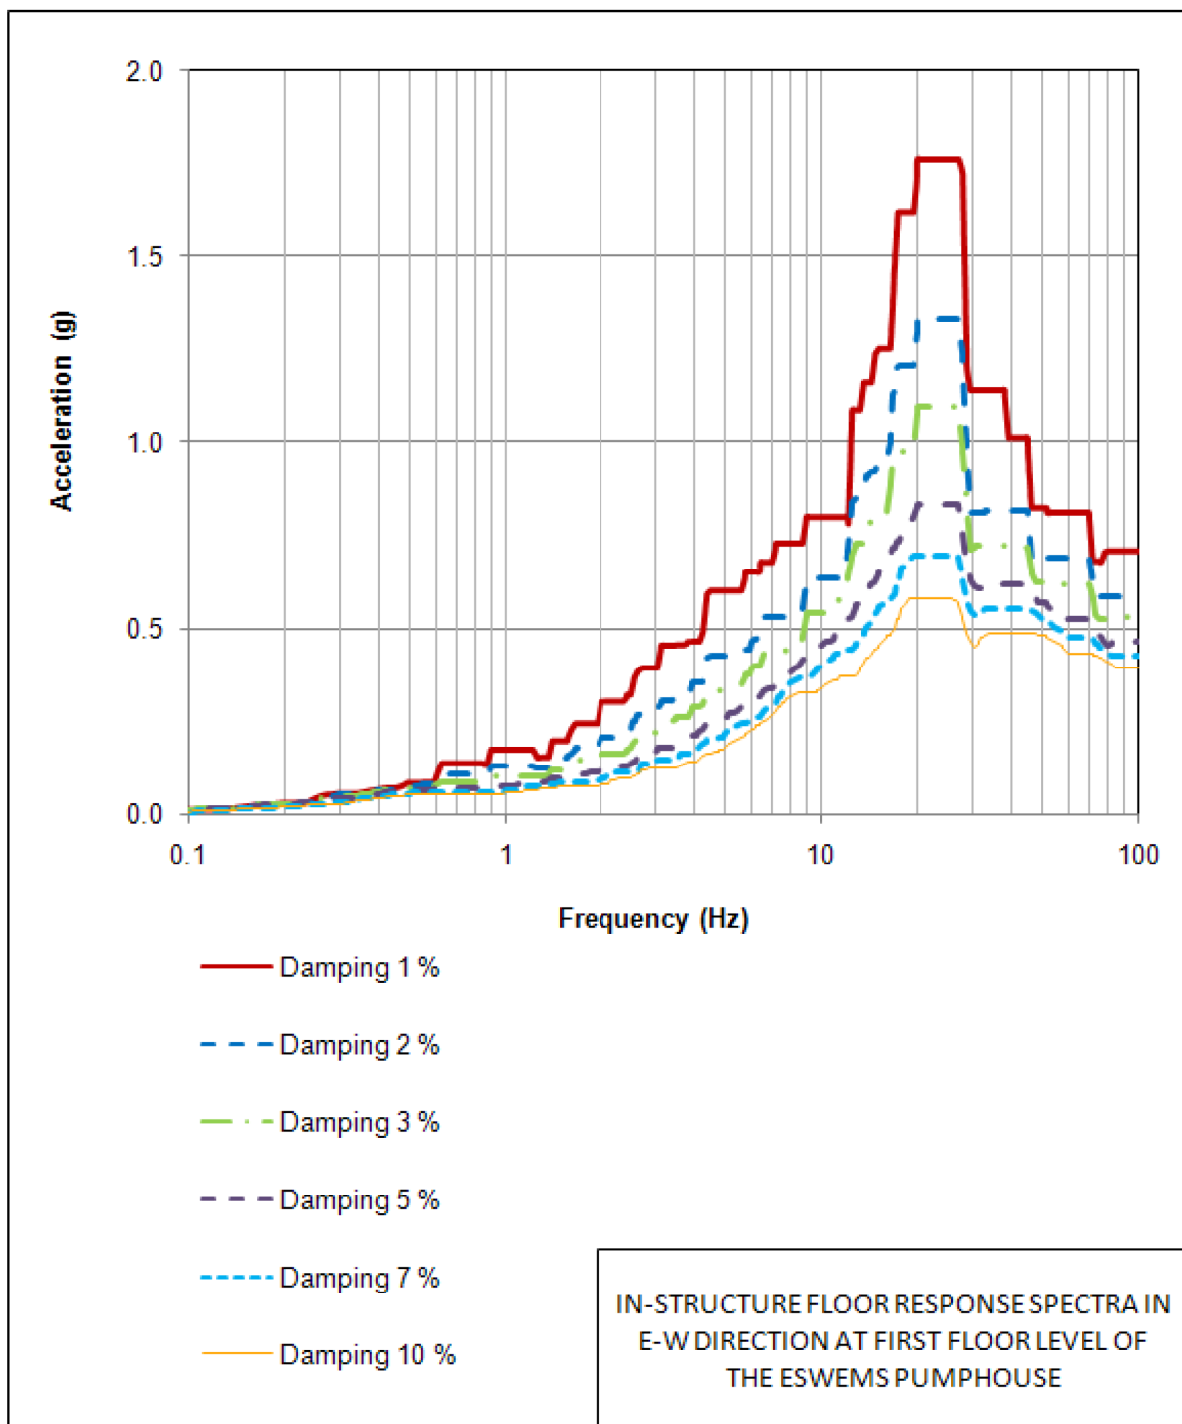 2.0
1.5
1.0
0.5
0.0
Acceleration (g)
0.1 1 10 100
Frequency (Hz)
Damping 1 %
Damping 2 %
Damping 3 %
Damping 5 %
Damping 7 %
Damping 10 %
IN-STRUCTURE FLOOR RESPONSE SPECTRA IN
E-W DIRECTION AT FIRST FLOOR LEVEL OF
THE ESWEMS PUMPHOUSE